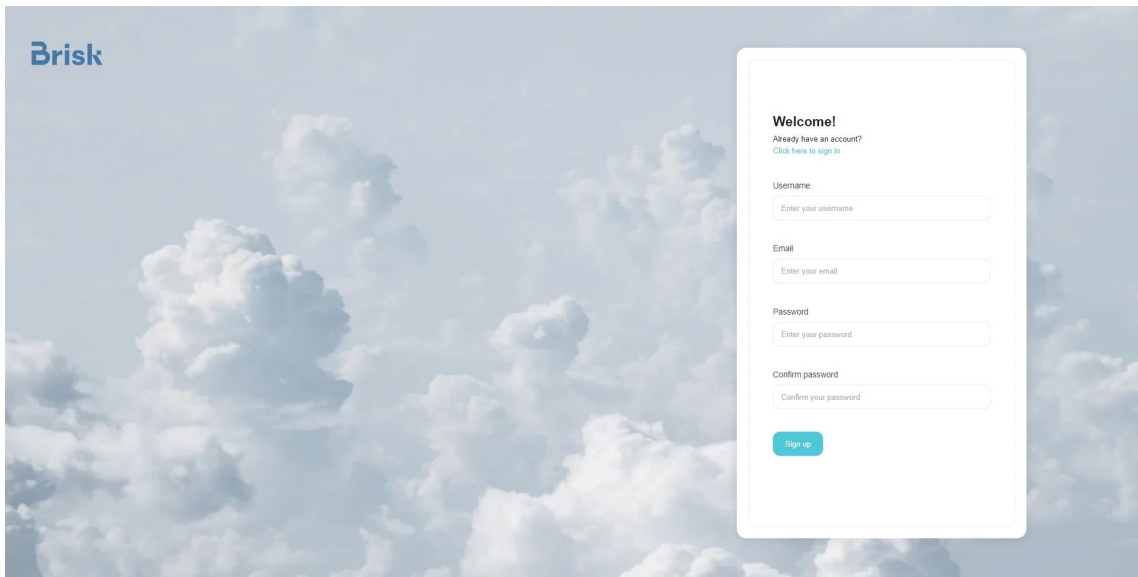 Brisk
Welcome!
Already have an account?
Click here to sign in
Username
Enter your username
Email
Enter your email
Password
Enter your password
Confirm password
Confirm your password
Sign up